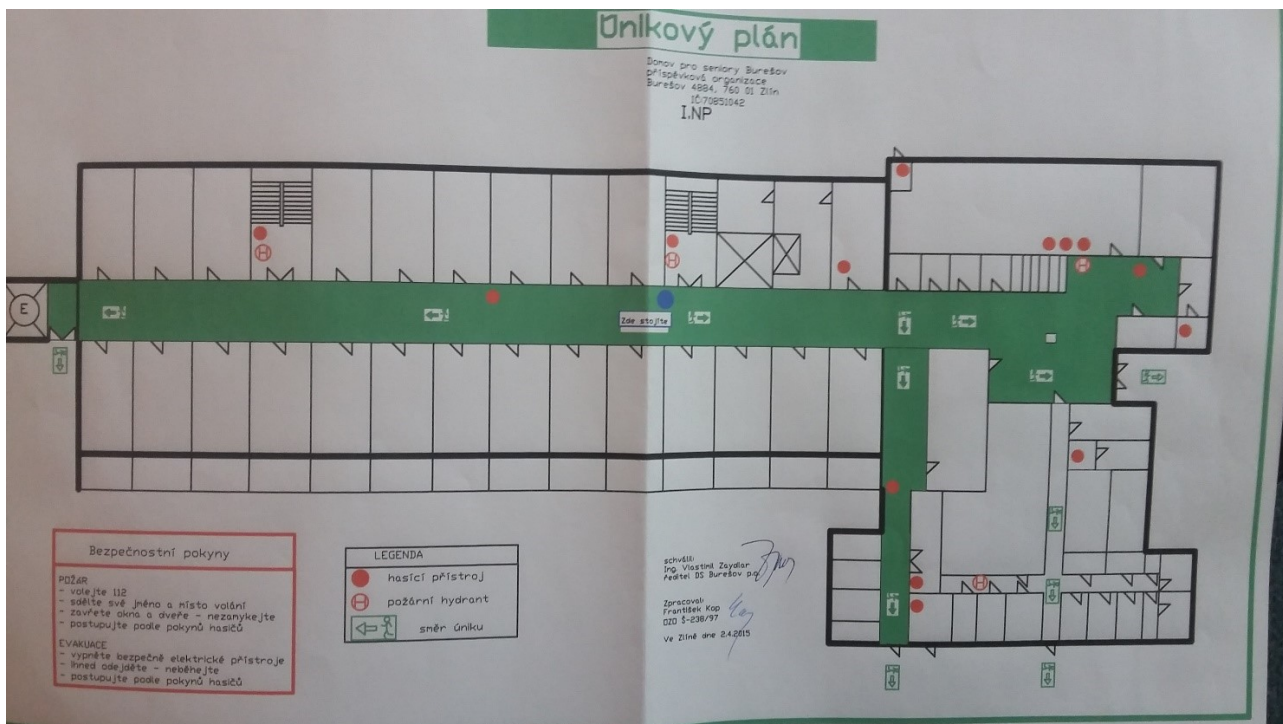 Únikový plán
Domov pro seniory Burešov
příspěvková organizace
Burešov 4884, 760 01 Zlín
IČ:70851042
I.NP
E
Zde stojíte
Bezpečnostní pokyny
POŽÁR
- volejte 112
- sdělte své jméno a místo volání
- zavřete okna a dveře - nezamykejte
- postupujte podle pokynů hasičů
EVAKUACE
- vypněte bezpečně elektrické přístroje
- ihned odejděte - neběhejte
- postupujte podle pokynů hasičů
LEGENDA
hasicí přístroj
H požární hydrant
směr úniku
schválil:
Ing. Vlastimil
ředitel DS Burešov p.o.
Zpracoval:
František Kop
OZO Š-238/97
Ve Zlíně dne 2.4.2015